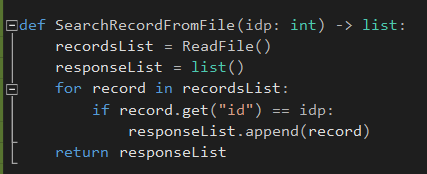 def SearchRecordFromFile(idp: int) -> list:
    recordsList = ReadFile()
    responseList = list()
    for record in recordsList:
        if record.get("id") == idp:
            responseList.append(record)
    return responseList